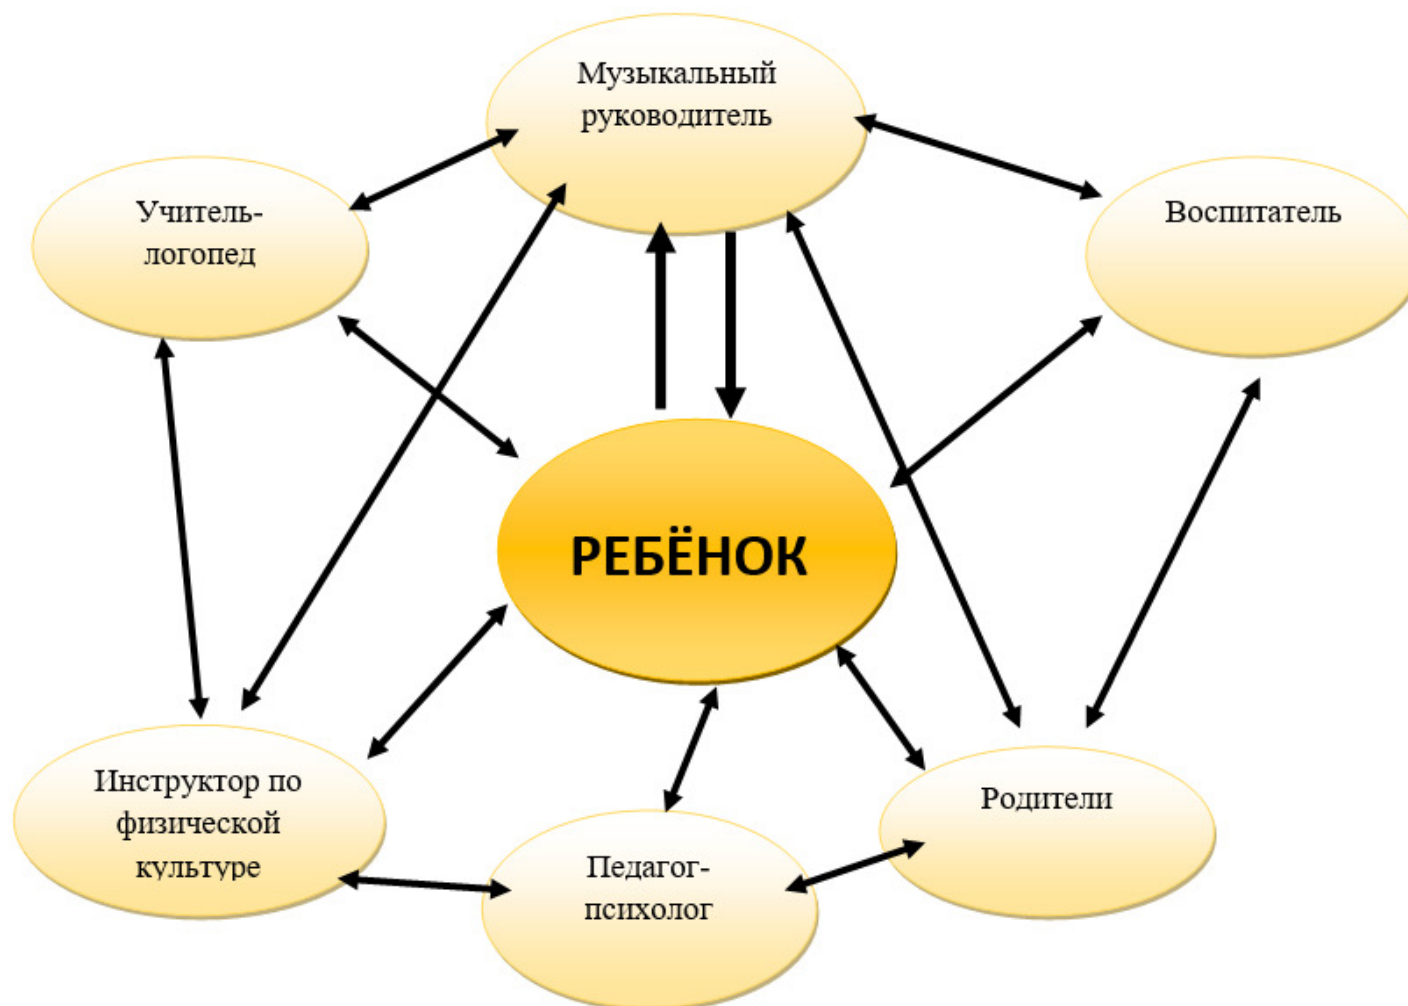 Музыкальный
руководитель
Учитель-
логопед
Воспитатель
РЕБЁНОК
Инструктор по
физической
культуре
Педагог-
психолог
Родители